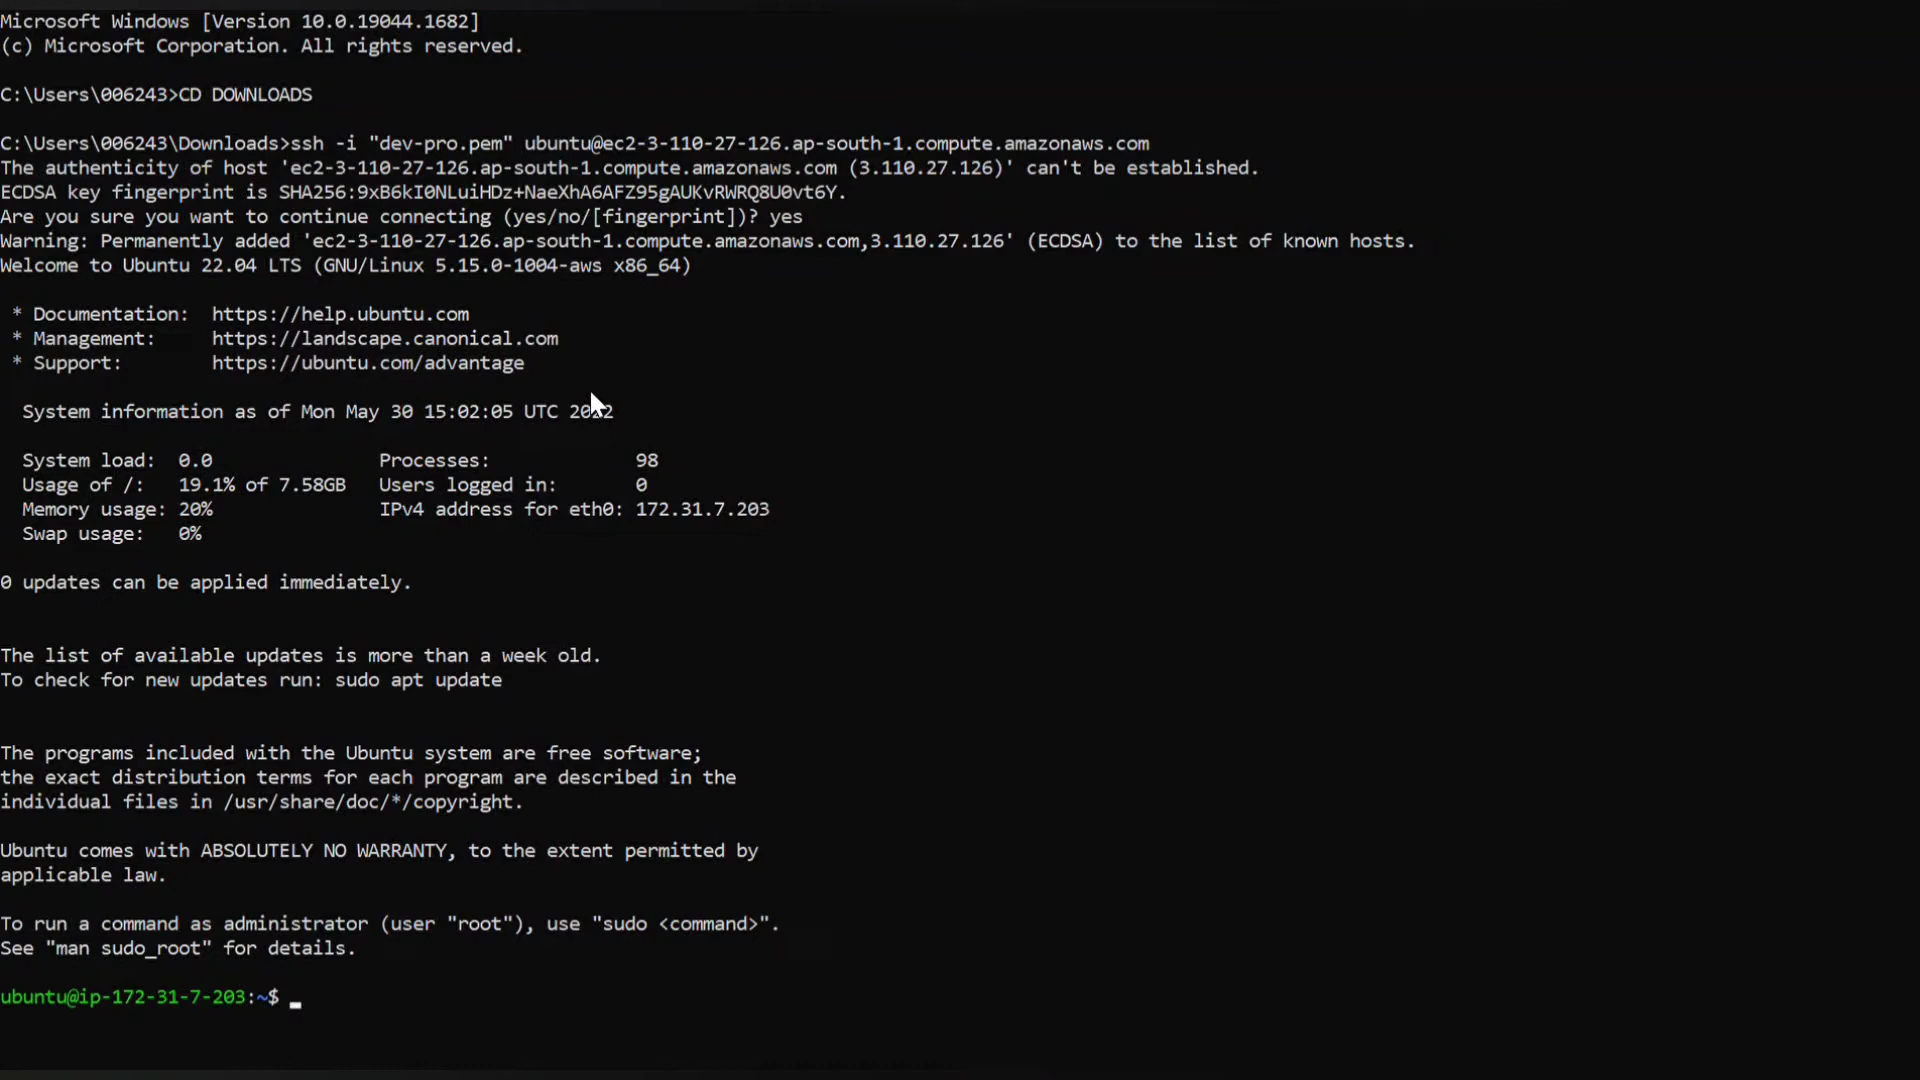 Microsoft Windows [Version 10.0.19044.1682]
(c) Microsoft Corporation. All rights reserved.
C:\Users\006243>CD DOWNLOADS
C:\Users\006243\Downloads>ssh -i "dev-pro.pem" ubuntu@ec2-3-110-27-126.ap-south-1.compute.amazonaws.com
The authenticity of host 'ec2-3-110-27-126.ap-south-1.compute.amazonaws.com (3.110.27.126)' can't be established.
ECDSA key fingerprint is SHA256:9xB6kI0NLuiHDz+NaeXhA6AFZ95gAUKvRWRQ8U0vt6Y.
Are you sure you want to continue connecting (yes/no/[fingerprint])? yes
Warning: Permanently added 'ec2-3-110-27-126.ap-south-1.compute.amazonaws.com,3.110.27.126' (ECDSA) to the list of known hosts.
Welcome to Ubuntu 22.04 LTS (GNU/Linux 5.15.0-1004-aws x86_64)
* Documentation:  https://help.ubuntu.com
* Management:     https://landscape.canonical.com
* Support:        https://ubuntu.com/advantage
System information as of Mon May 30 15:02:05 UTC 2022
System load:  0.0               Processes:             98
Usage of /:   19.1% of 7.58GB   Users logged in:       0
Memory usage: 20%               IPv4 address for eth0: 172.31.7.203
Swap usage:   0%
0 updates can be applied immediately.
The list of available updates is more than a week old.
To check for new updates run: sudo apt update
The programs included with the Ubuntu system are free software;
the exact distribution terms for each program are described in the
individual files in /usr/share/doc/*/copyright.
Ubuntu comes with ABSOLUTELY NO WARRANTY, to the extent permitted by
applicable law.
To run a command as administrator (user "root"), use "sudo <command>".
See "man sudo_root" for details.
ubuntu@ip-172-31-7-203:~$ _